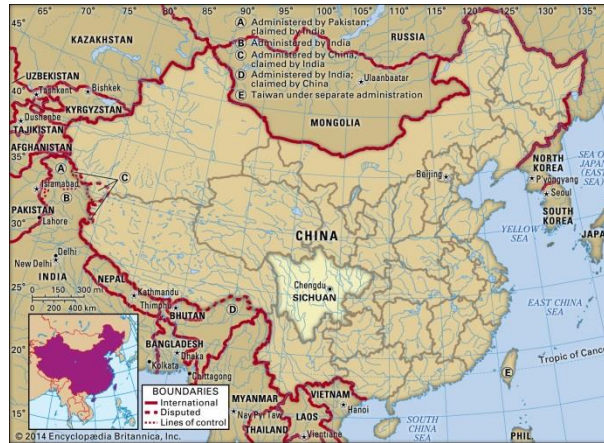 70 75 80 85 90 95 100 105 110 115 120 125 130 135 140
KAZAKHSTAN
RUSSIA
A Administered by Pakistan;
claimed by India
B Administered by India
C Administered by China;
claimed by India
D Administered by India;
claimed by China
E Taiwan under separate administration
45
UZBEKISTAN
Tashkent
Bishkek
Ulaanbaatar
40
KYRGYZSTAN
Dushanbe
TAJIKISTAN
MONGOLIA
AFGHANISTAN
35
A
C
Beijing
NORTH
KOREA
SEA OF
JAPAN
(EAST
SEA)
P'yongyang
Seoul
SOUTH
KOREA
Islamabad
B
PAKISTAN
Lahore
30
CHINA
YELLOW
SEA
JAPA
Delhi
New Delhi
INDIA
NEPAL
Chengdu
SICHUAN
25
0 150 300 mi
0 200 400 km
Kathmandu
Thimphu
BHUTAN
D
EAST CHINA
SEA
20
BANGLADESH
Dhaka
Kolkata
Chittagong
Tropic of Cance
E
BOUNDARIES
International
Disputed
Lines of control
15
MYANMAR
Nay Pyi Taw
VIETNAM
Hanoi
LAOS
THAILAND
Vientiane
SOUTH
CHINA
SEA
PHIL.
© 2014 Encyclopædia Britannica, Inc.